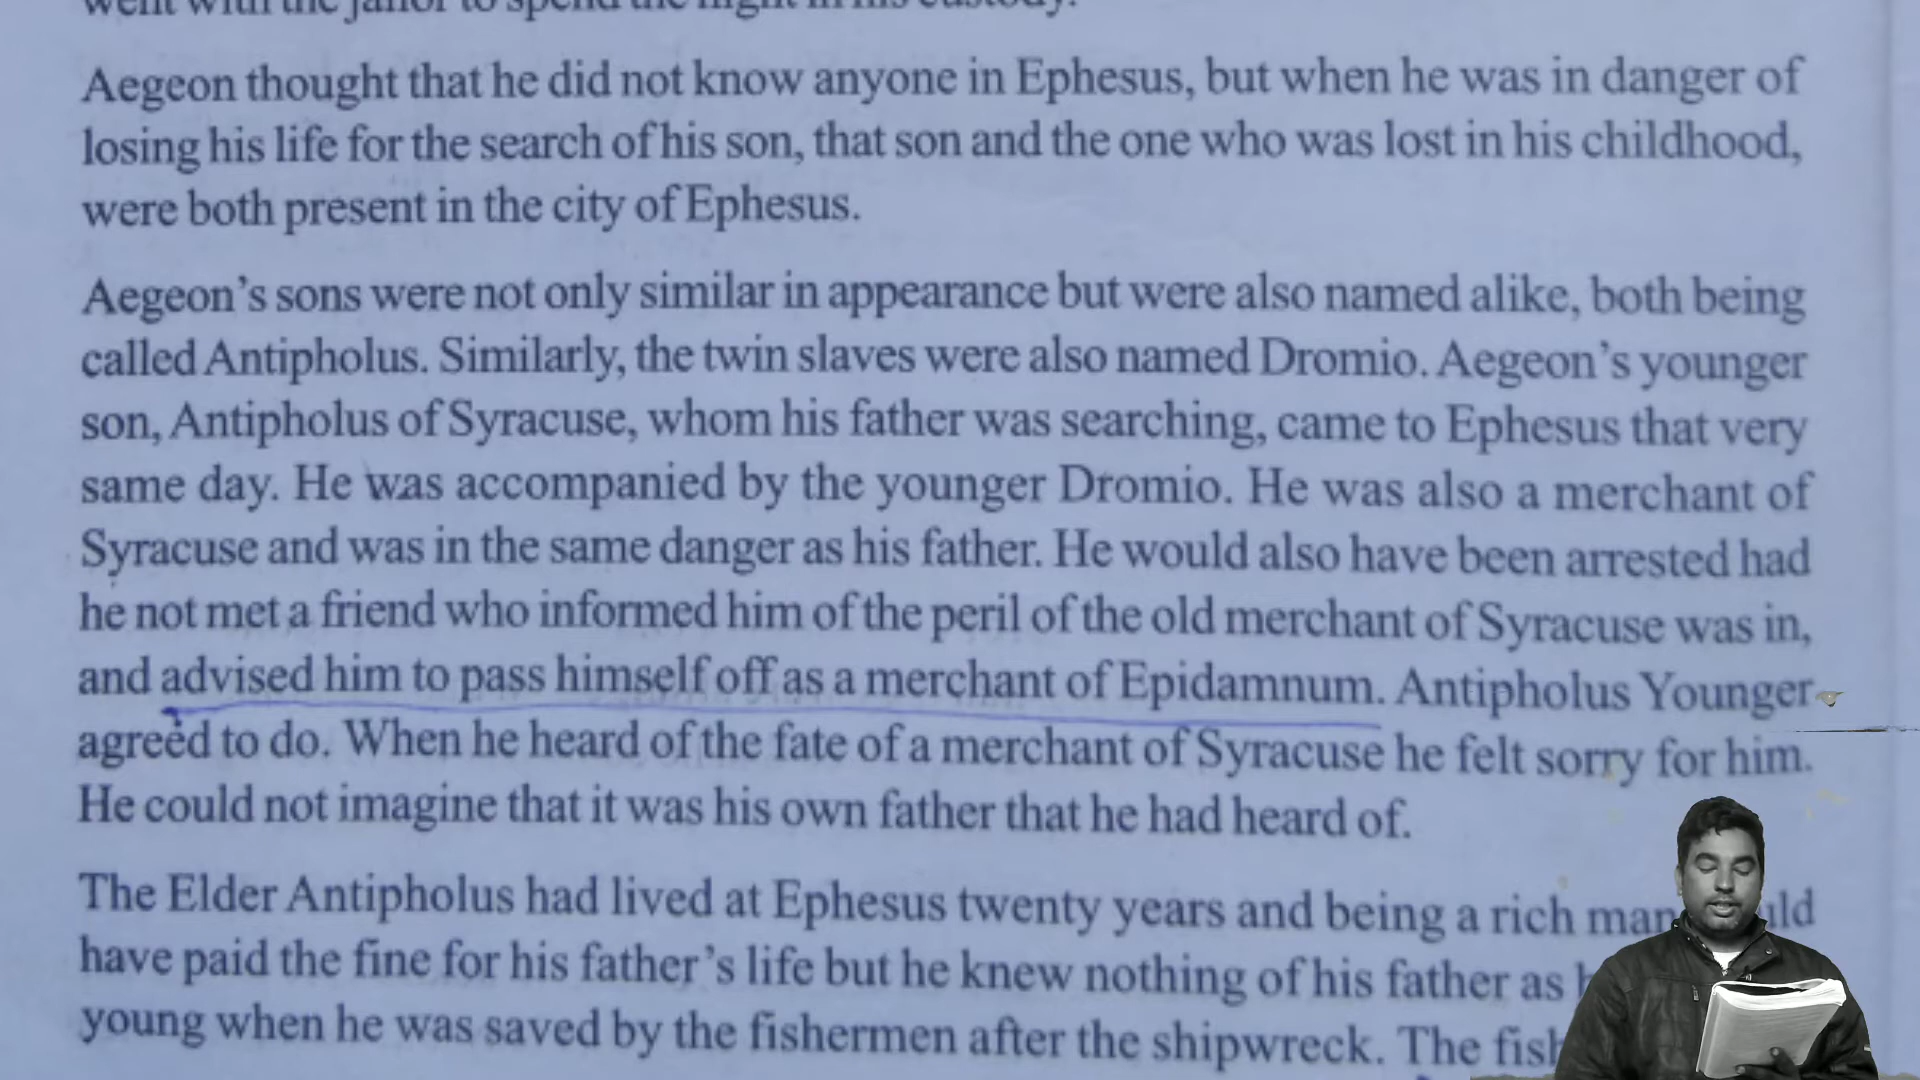 went with the jailor to spend the night in his custody.
Aegeon thought that he did not know anyone in Ephesus, but when he was in danger of
losing his life for the search of his son, that son and the one who was lost in his childhood,
were both present in the city of Ephesus.
Aegeon's sons were not only similar in appearance but were also named alike, both being
called Antipholus. Similarly, the twin slaves were also named Dromio. Aegeon's younger
son, Antipholus of Syracuse, whom his father was searching, came to Ephesus that very
same day. He was accompanied by the younger Dromio. He was also a merchant of
Syracuse and was in the same danger as his father. He would also have been arrested had
he not met a friend who informed him of the peril of the old merchant of Syracuse was in,
and advised him to pass himself off as a merchant of Epidamnum. Antipholus Younger
agreed to do. When he heard of the fate of a merchant of Syracuse he felt sorry for him.
He could not imagine that it was his own father that he had heard of.
The Elder Antipholus had lived at Ephesus twenty years and being a rich man
have paid the fine for his father's life but he knew nothing of his father as
young when he was saved by the fishermen after the shipwreck. The